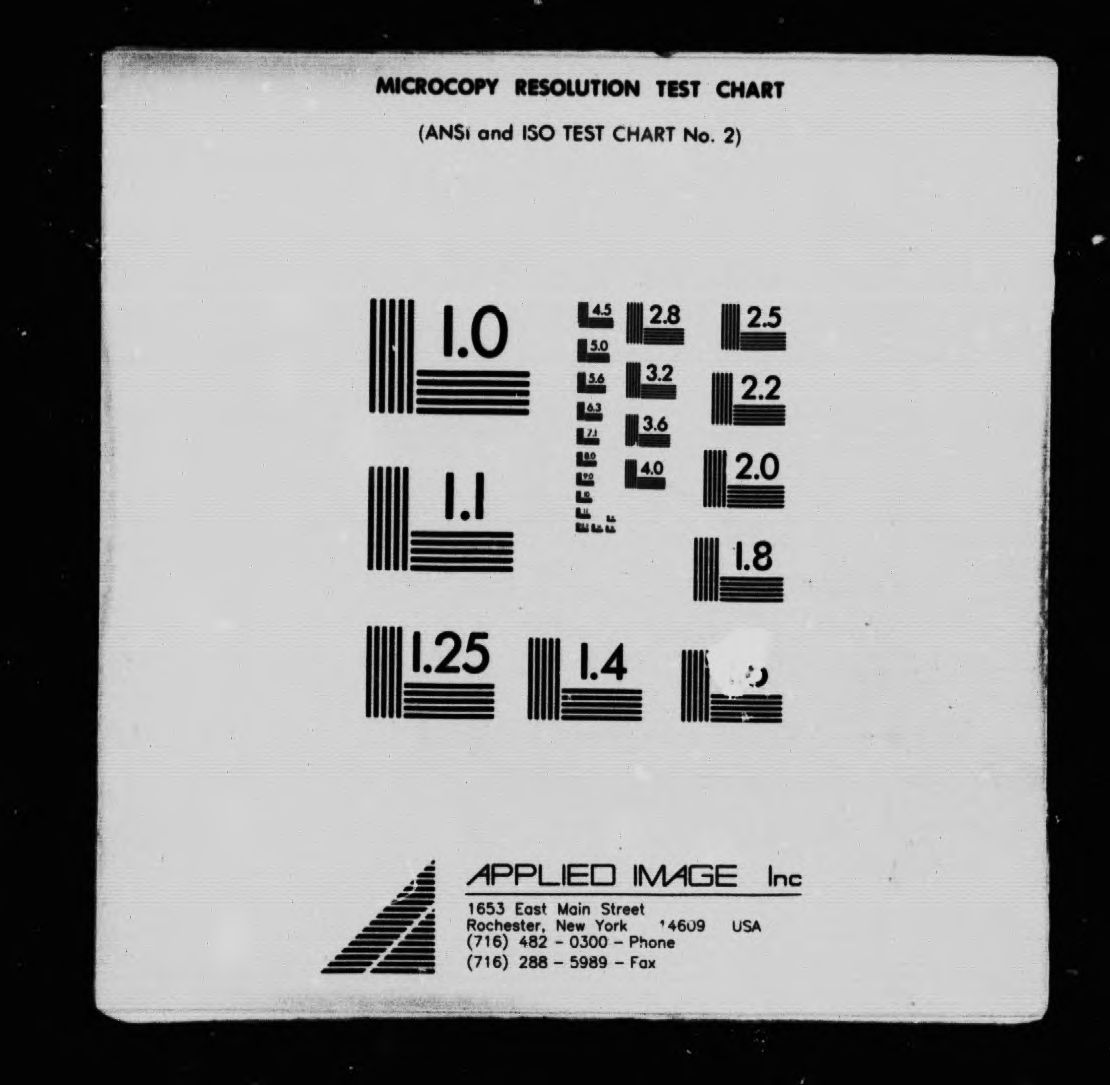 MICROCOPY RESOLUTION TEST CHART
(ANSI and ISO TEST CHART No. 2)
1.0
4.5
2.8
2.5
5.0
5.6
3.2
2.2
6.3
3.6
7.1
8.0
4.0
2.0
9.0
10
1.1
1.8
1.25
1.4
APPLIED IMAGE Inc
1653 East Main Street
Rochester, New York 14609 USA
(716) 482 - 0300 - Phone
(716) 288 - 5989 - Fax